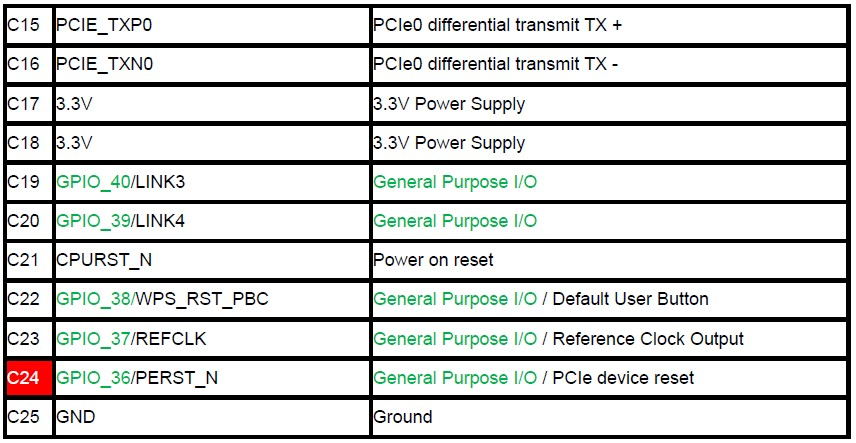 C15 PCIE_TXP0 PCIe0 differential transmit TX +
C16 PCIE_TXN0 PCIe0 differential transmit TX -
C17 3.3V 3.3V Power Supply
C18 3.3V 3.3V Power Supply
C19 GPIO_40/LINK3 General Purpose I/O
C20 GPIO_39/LINK4 General Purpose I/O
C21 CPURST_N Power on reset
C22 GPIO_38/WPS_RST_PBC General Purpose I/O / Default User Button
C23 GPIO_37/REFCLK General Purpose I/O / Reference Clock Output
C24 GPIO_36/PERST_N General Purpose I/O / PCIe device reset
C25 GND Ground